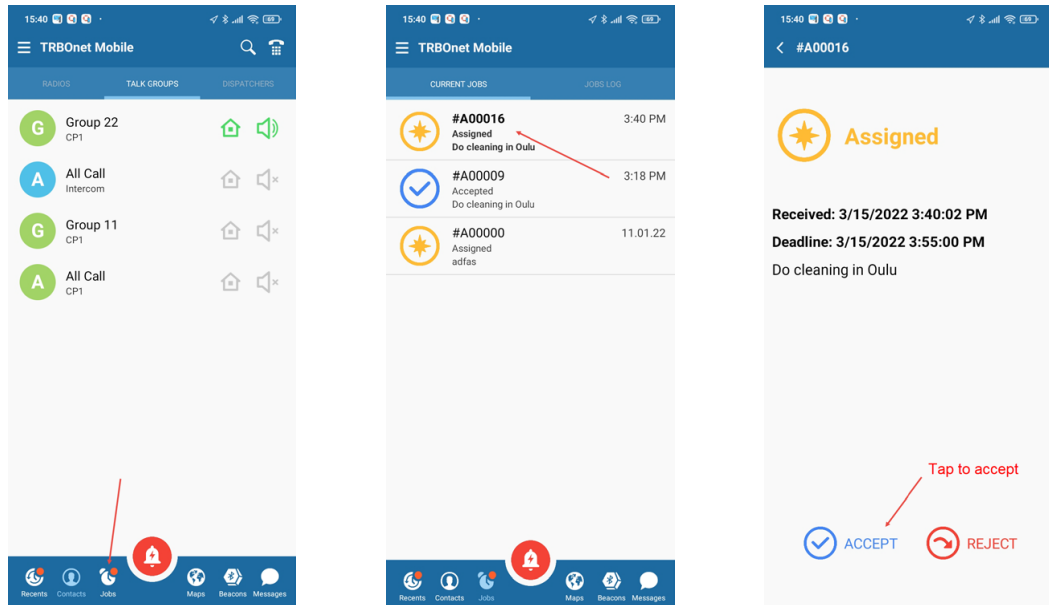 15:40 69
TRBOnet Mobile
RADIOS TALK GROUPS DISPATCHERS
G Group 22
CP1
A All Call
Intercom
G Group 11
CP1
A All Call
CP1
Recents Contacts Jobs Maps Beacons Messages
15:40 69
TRBOnet Mobile
CURRENT JOBS JOBS LOG
#A00016 3:40 PM
Assigned
Do cleaning in Oulu
#A00009 3:18 PM
Accepted
Do cleaning in Oulu
#A00000 11.01.22
Assigned
adfas
Recents Contacts Jobs Maps Beacons Messages
15:40 69
#A00016
Assigned
Received: 3/15/2022 3:40:02 PM
Deadline: 3/15/2022 3:55:00 PM
Do cleaning in Oulu
Tap to accept
ACCEPT REJECT